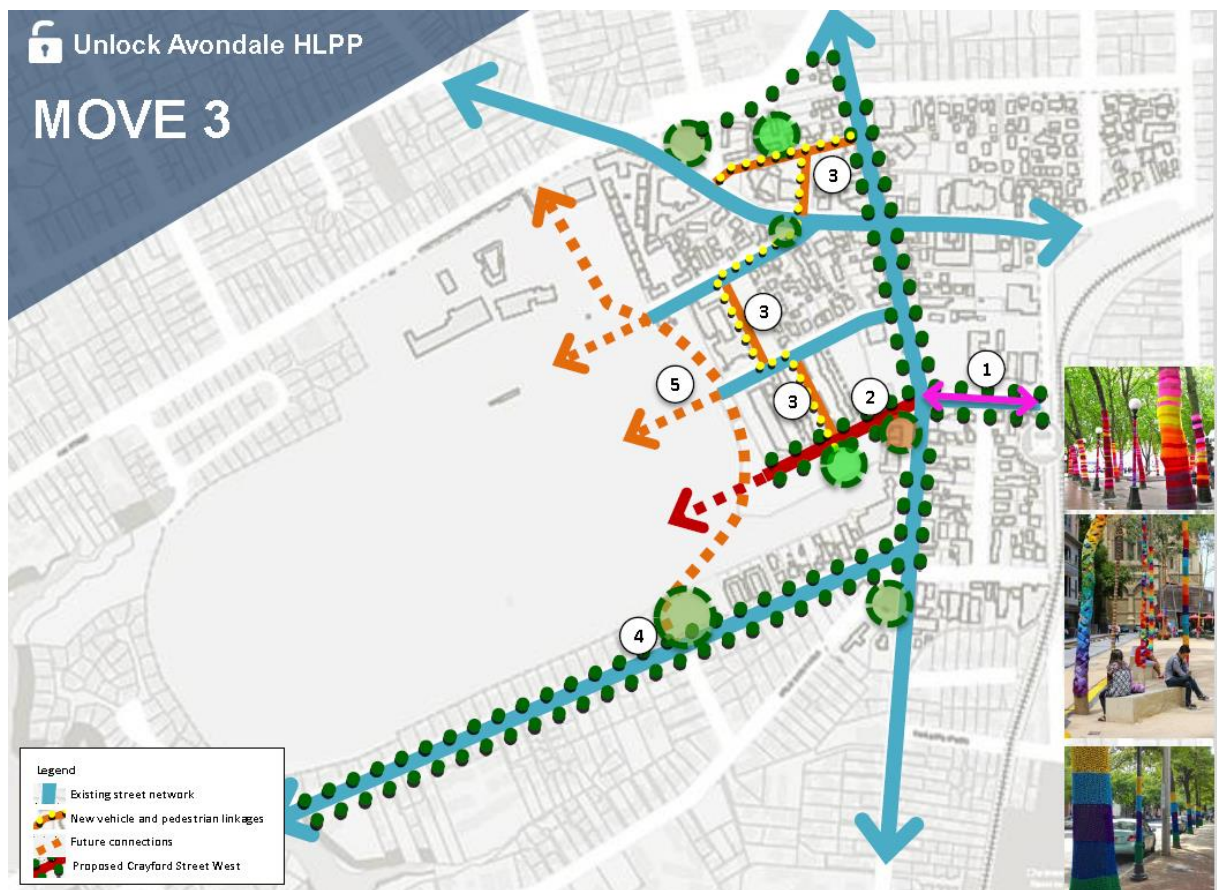 Unlock Avondale HLPP
MOVE 3
3
3
1
5
2
3
4
Legend
Existing street network
New vehicle and pedestrian linkages
Future connections
Proposed Crayford Street West